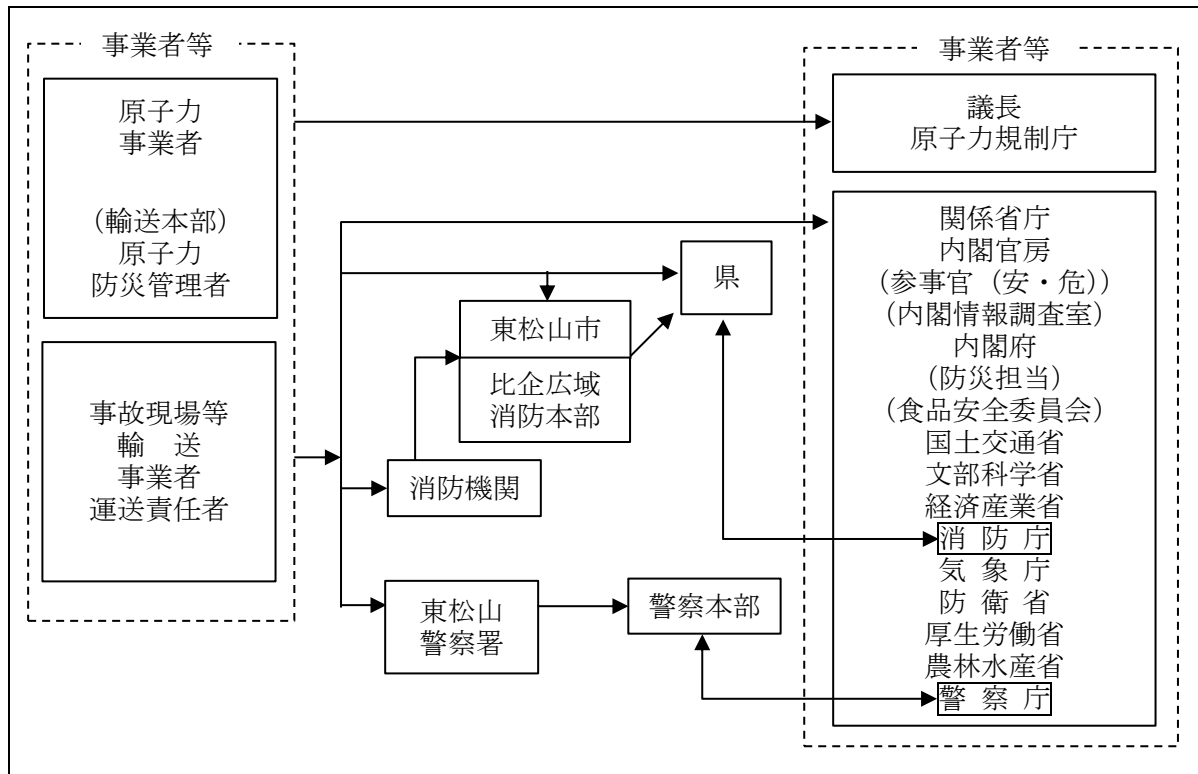 事業者等
原子力
事業者
（輸送本部）
原子力
防災管理者
事故現場等
輸　送
事業者
運送責任者
県
東松山市
比企広域
消防本部
消防機関
東松山
警察署
警察本部
事業者等
議長
原子力規制庁
関係省庁
内閣官房
（参事官（安・危））
（内閣情報調査室）
内閣府
（防災担当）
（食品安全委員会）
国土交通省
文部科学省
経済産業省
消 防 庁
気 象 庁
防 衛 省
厚生労働省
農林水産省
警 察 庁